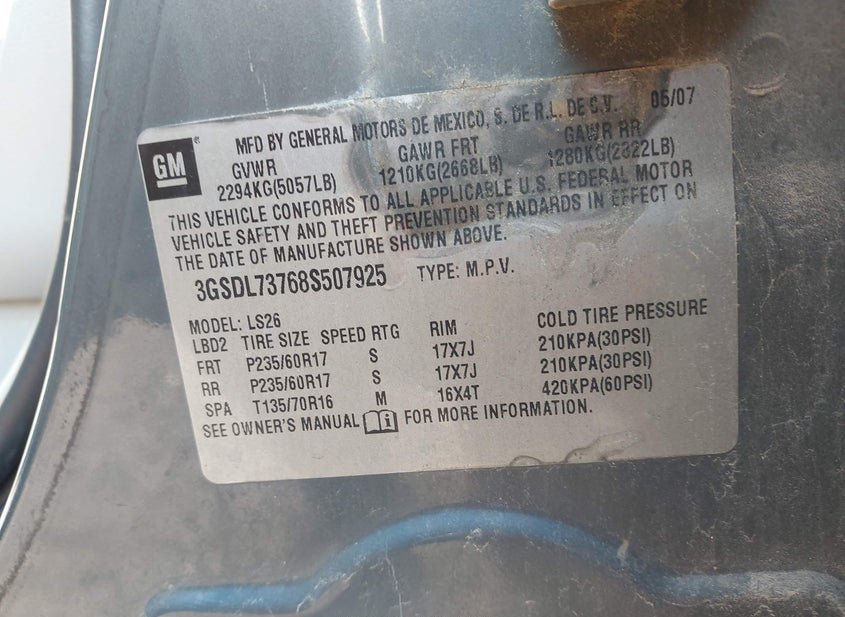 MFD BY GENERAL MOTORS DE MEXICO, S. DE R.L. DE C.V. 06/07
GM®
GVWR GAWR FRT GAWR RR
2294KG(5057LB) 1210KG(2668LB) 1280KG(2822LB)
THIS VEHICLE CONFORMS TO ALL APPLICABLE U.S. FEDERAL MOTOR
VEHICLE SAFETY AND THEFT PREVENTION STANDARDS IN EFFECT ON
THE DATE OF MANUFACTURE SHOWN ABOVE.
3GSDL73768S507925 TYPE: M.P.V.
MODEL: LS26
LBD2 TIRE SIZE SPEED RTG RIM COLD TIRE PRESSURE
FRT P235/60R17 S 17X7J 210KPA(30PSI)
RR P235/60R17 S 17X7J 210KPA(30PSI)
SPA T135/70R16 M 16X4T 420KPA(60PSI)
SEE OWNER'S MANUAL FOR MORE INFORMATION.